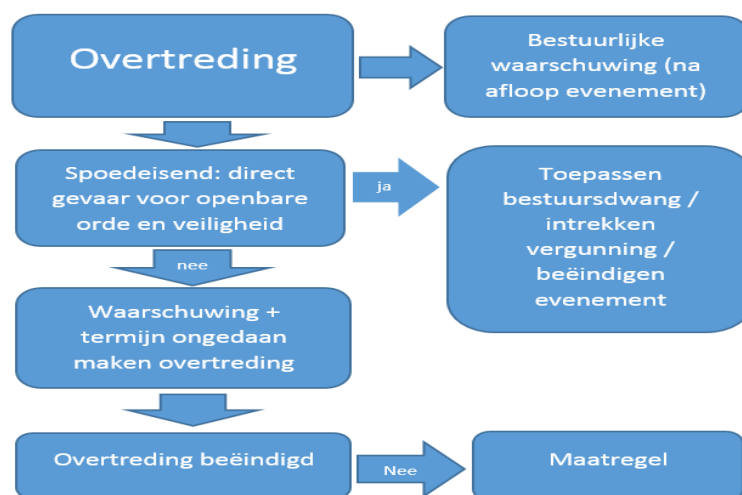 Overtreding
Bestuurlijke
waarschuwing (na
afloop evenement)
Spoedeisend: direct
gevaar voor openbare
orde en veiligheid
ja
Toepassen
bestuursdwang /
intrekken
vergunning /
beëindigen
evenement
nee
Waarschuwing +
termijn ongedaan
maken overtreding
Overtreding beëindigd
Nee
Maatregel